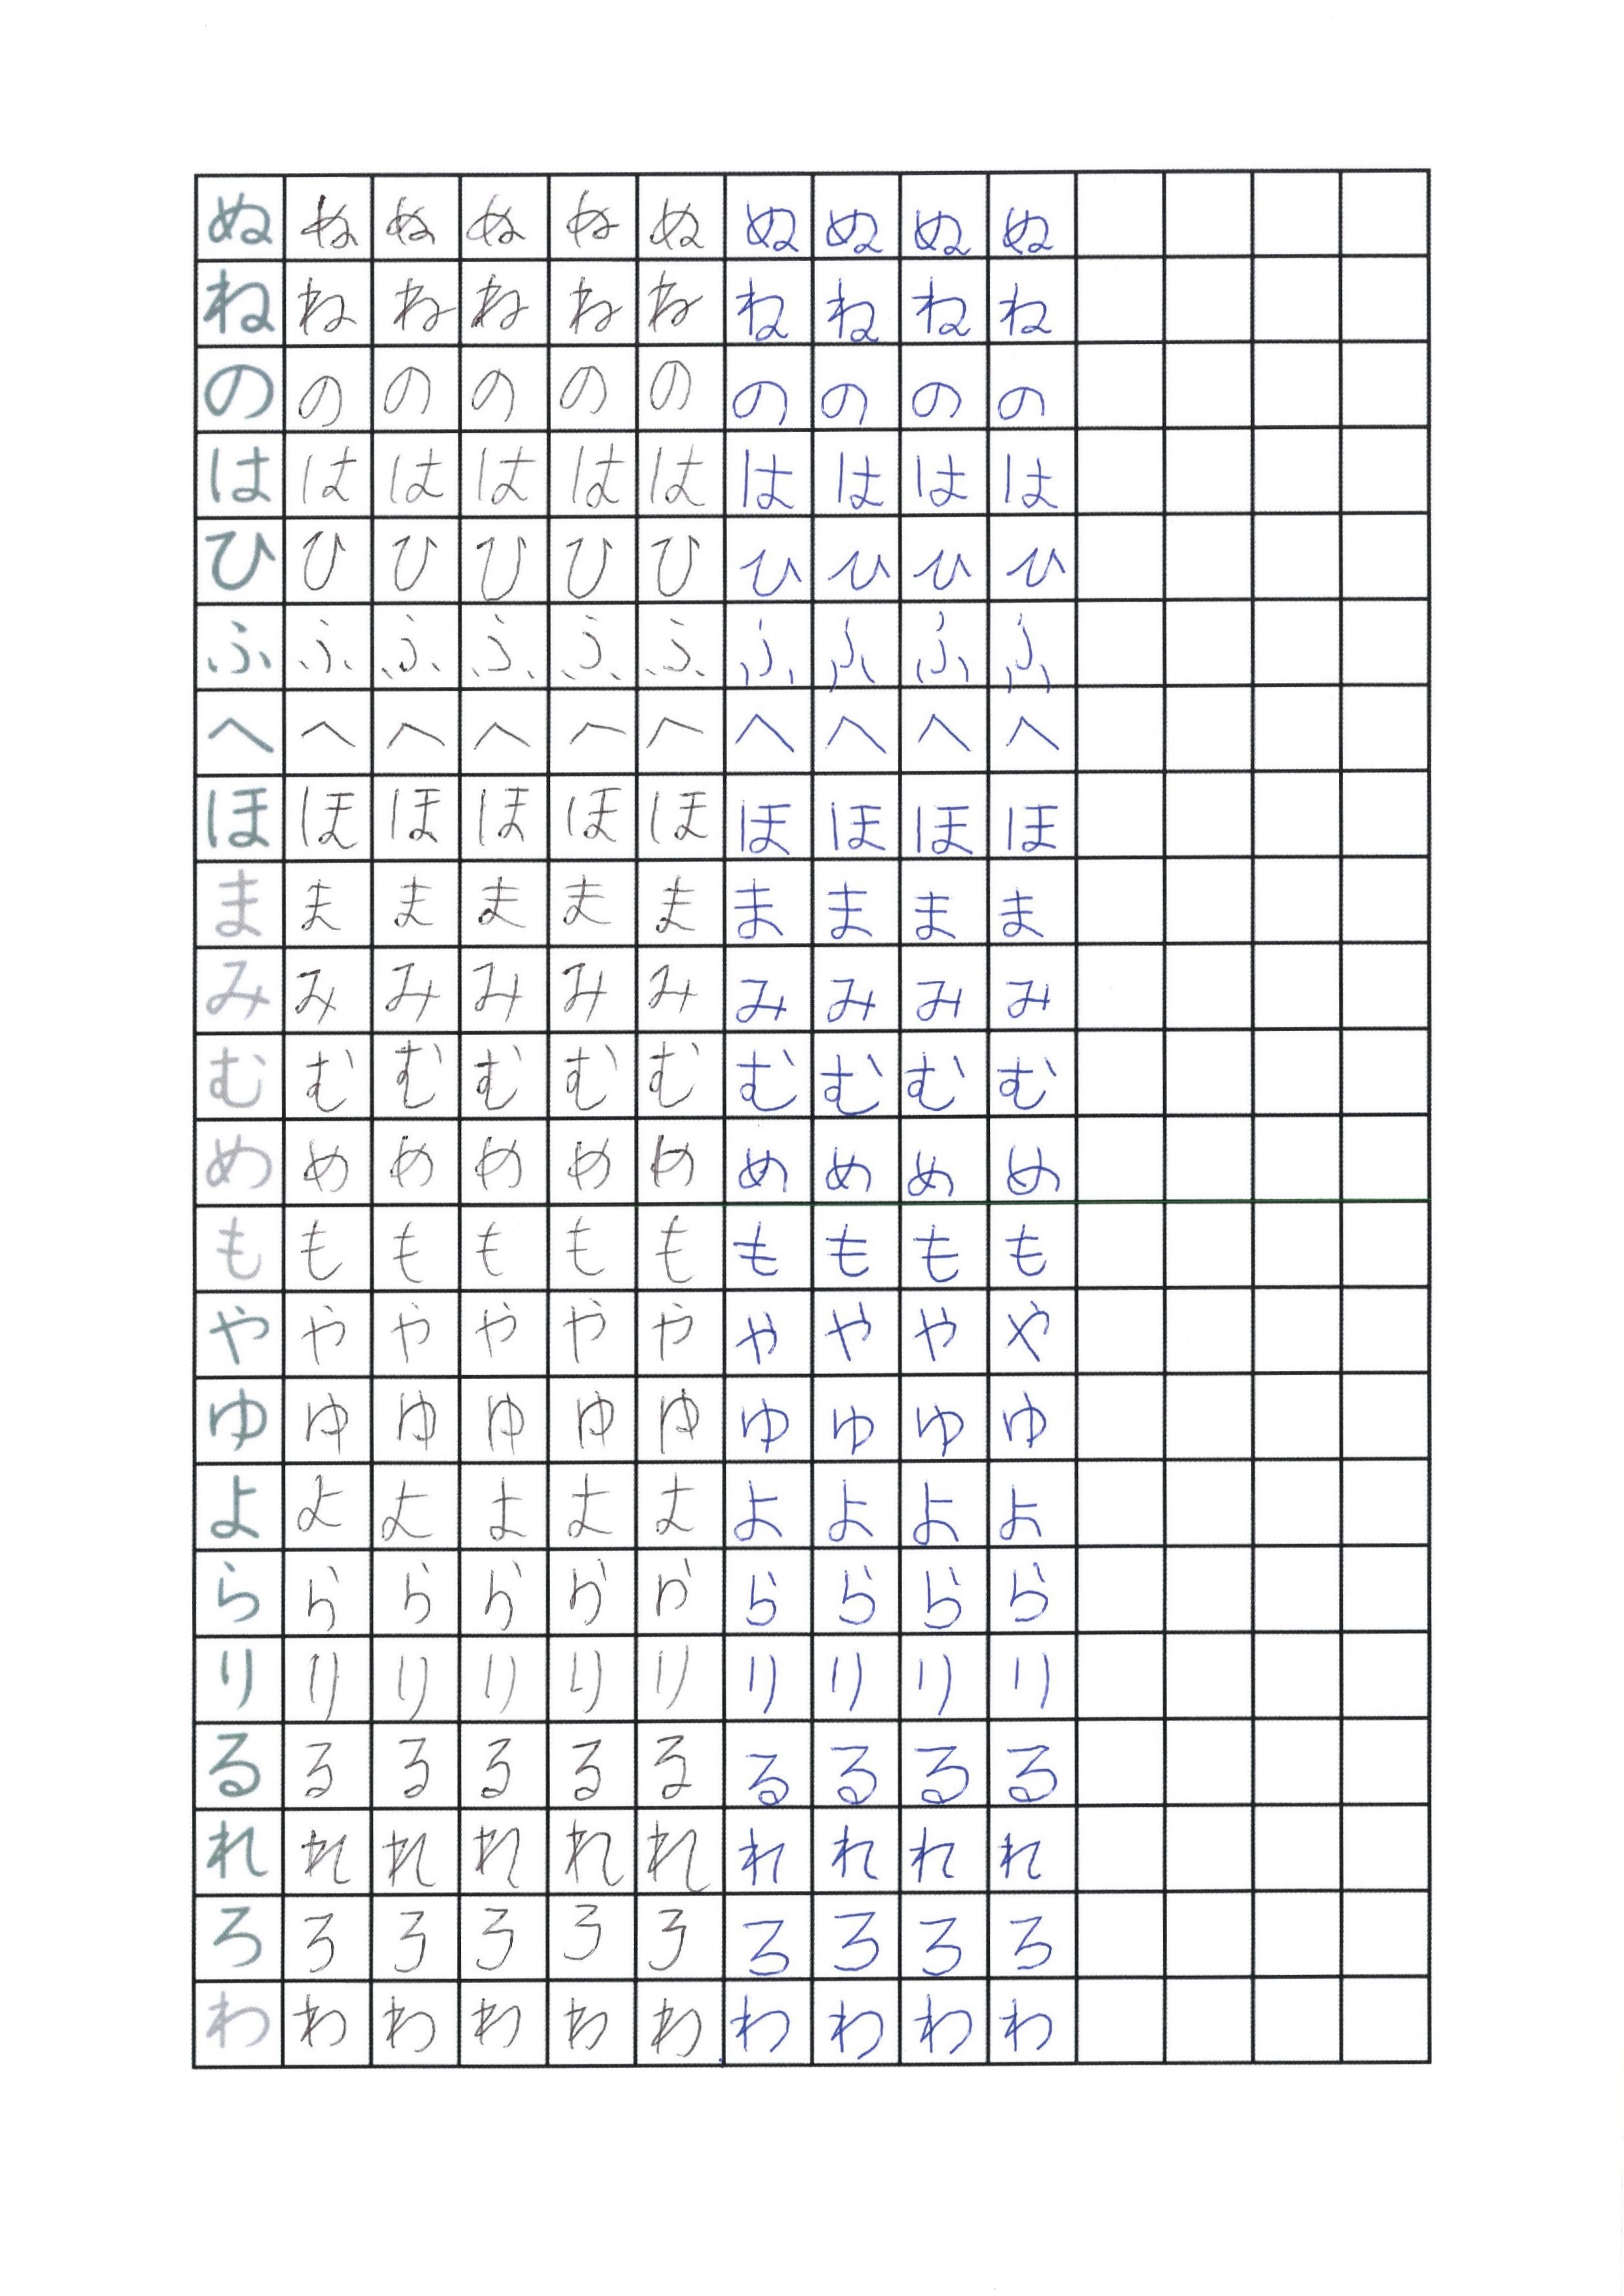 ぬ ぬ ぬ ぬ ぬ ぬ ぬ ぬ ぬ ぬ
ね ね ね ね ね ね ね ね ね ね
の の の の の の の の の の
は は は は は は は は は は
ひ ひ ひ ひ ひ ひ ひ ひ ひ ひ
ふ ふ ふ ふ ふ ふ ふ ふ ふ ふ
へ へ へ へ へ へ へ へ へ へ
ほ ほ ほ ほ ほ ほ ほ ほ ほ ほ
ま ま ま ま ま ま ま ま ま ま
み み み み み み み み み み
む む む む む む む む む む
め め め め め め め め め め
も も も も も も も も も も
や や や や や や や や や や
ゆ ゆ ゆ ゆ ゆ ゆ ゆ ゆ ゆ ゆ
よ よ よ よ よ よ よ よ よ よ
ら ら ら ら ら ら ら ら ら ら
り り り り り り り り り り
る る る る る る る る る る
れ れ れ れ れ れ れ れ れ れ
ろ ろ ろ ろ ろ ろ ろ ろ ろ ろ
わ わ わ わ わ わ わ わ わ わ